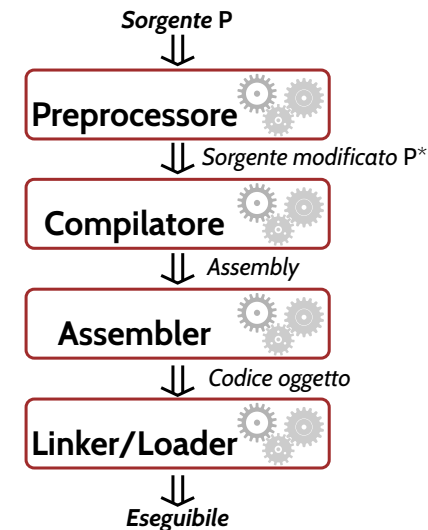 Sorgente P
Preprocessore
Sorgente modificato P*
Compilatore
Assembly
Assembler
Codice oggetto
Linker/Loader
Eseguibile